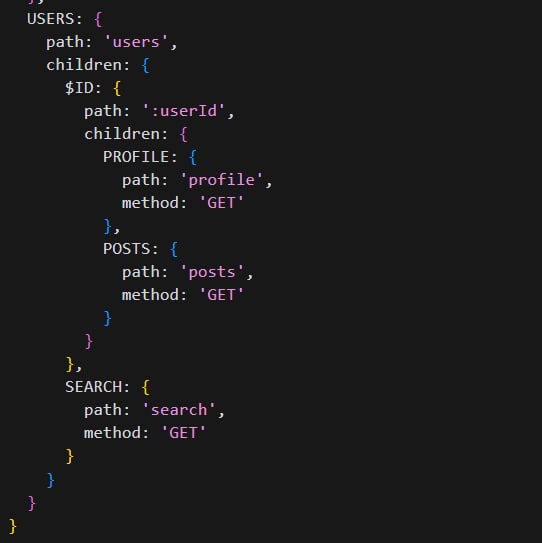 },
USERS: {
path: 'users',
children: {
$ID: {
path: ':userId',
children: {
PROFILE: {
path: 'profile',
method: 'GET'
},
POSTS: {
path: 'posts',
method: 'GET'
}
}
},
SEARCH: {
path: 'search',
method: 'GET'
}
}
}
}